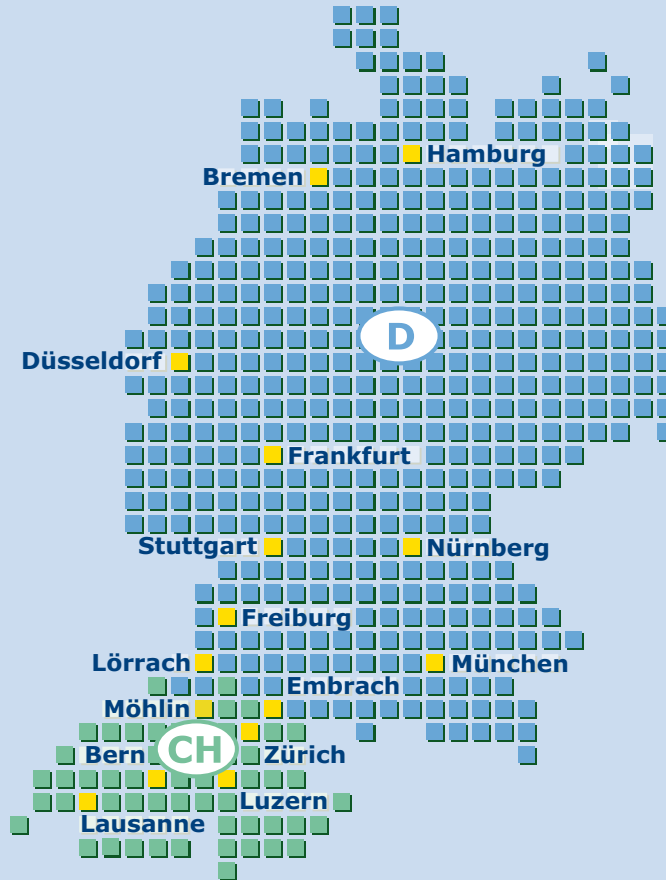 Hamburg
Bremen
D
Düsseldorf
Frankfurt
Stuttgart
Nürnberg
Freiburg
Lörrach
München
Embrach
Möhlin
CH
Bern
Zürich
Luzern
Lausanne